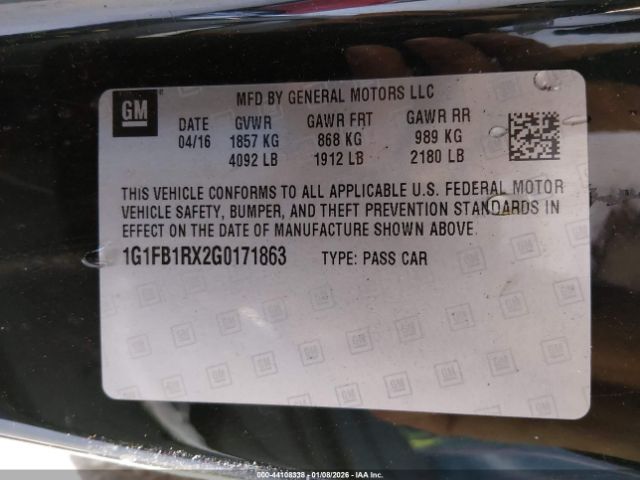 GM
MFD BY GENERAL MOTORS LLC
DATE GVWR GAWR FRT GAWR RR
04/16 1857 KG 868 KG 989 KG
4092 LB 1912 LB 2180 LB
THIS VEHICLE CONFORMS TO ALL APPLICABLE U.S. FEDERAL MOTOR
VEHICLE SAFETY, BUMPER, AND THEFT PREVENTION STANDARDS IN
EFFECT ON THE DATE OF MANUFACTURE SHOWN ABOVE.
1G1FB1RX2G0171863 TYPE: PASS CAR
000-44108338 - 01/08/2026 - IAA Inc.